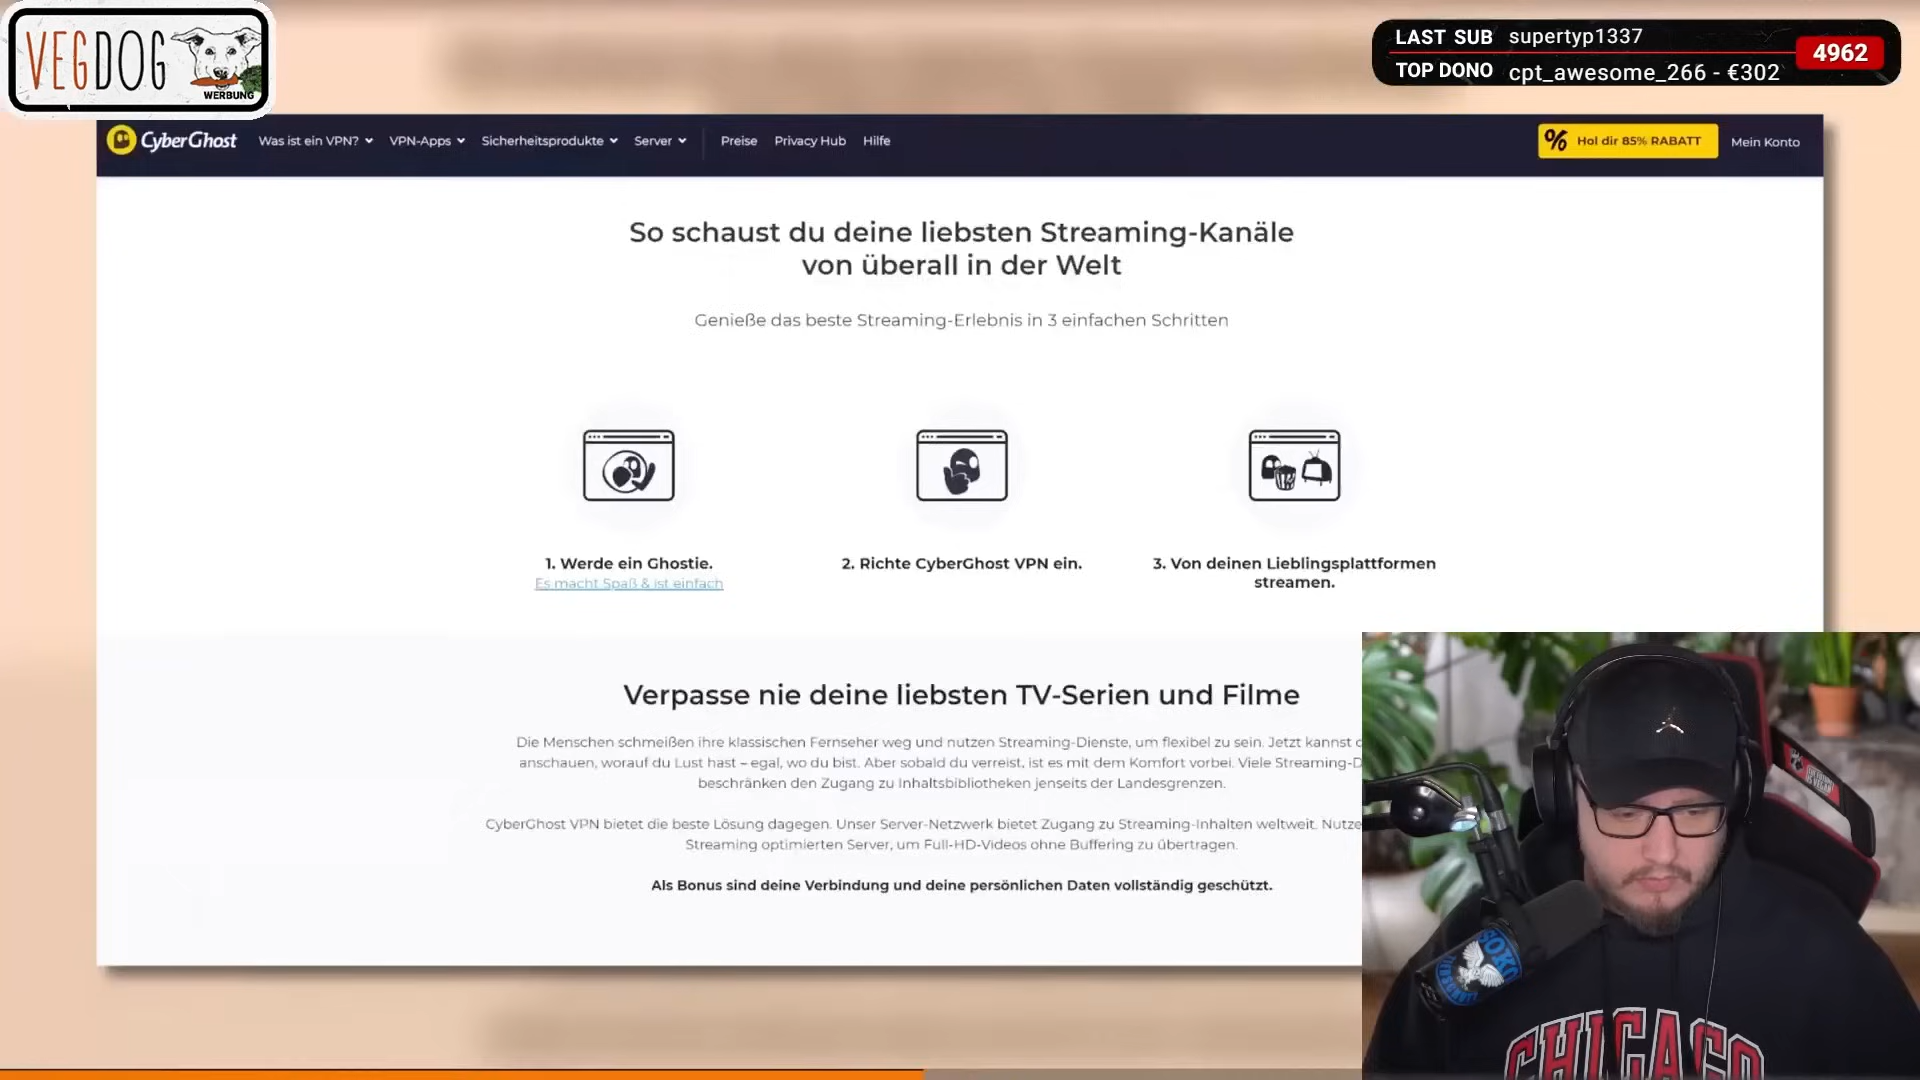 VEGDOG
WERBUNG
LAST SUB supertyp1337
TOP DONO cpt_awesome_266 - €302
4962
CyberGhost Was ist ein VPN? VPN-Apps Sicherheitsprodukte Server Preise Privacy Hub Hilfe % Hol dir 85% RABATT Mein Konto
So schaust du deine liebsten Streaming-Kanäle
von überall in der Welt
Genieße das beste Streaming-Erlebnis in 3 einfachen Schritten
1. Werde ein Ghostie.
Es macht Spaß & ist einfach
2. Richte CyberGhost VPN ein.
3. Von deinen Lieblingsplattformen
streamen.
Verpasse nie deine liebsten TV-Serien und Filme
Die Menschen schmeißen ihre klassischen Fernseher weg und nutzen Streaming-Dienste, um flexibel zu sein. Jetzt kannst
anschauen, worauf du Lust hast – egal, wo du bist. Aber sobald du verreist, ist es mit dem Komfort vorbei. Viele Streaming-D
beschränken den Zugang zu Inhaltsbibliotheken jenseits der Landesgrenzen.
CyberGhost VPN bietet die beste Lösung dagegen. Unser Server-Netzwerk bietet Zugang zu Streaming-Inhalten weltweit. Nutze
Streaming optimierten Server, um Full-HD-Videos ohne Buffering zu übertragen.
Als Bonus sind deine Verbindung und deine persönlichen Daten vollständig geschützt.
SOKO
CHICAGO